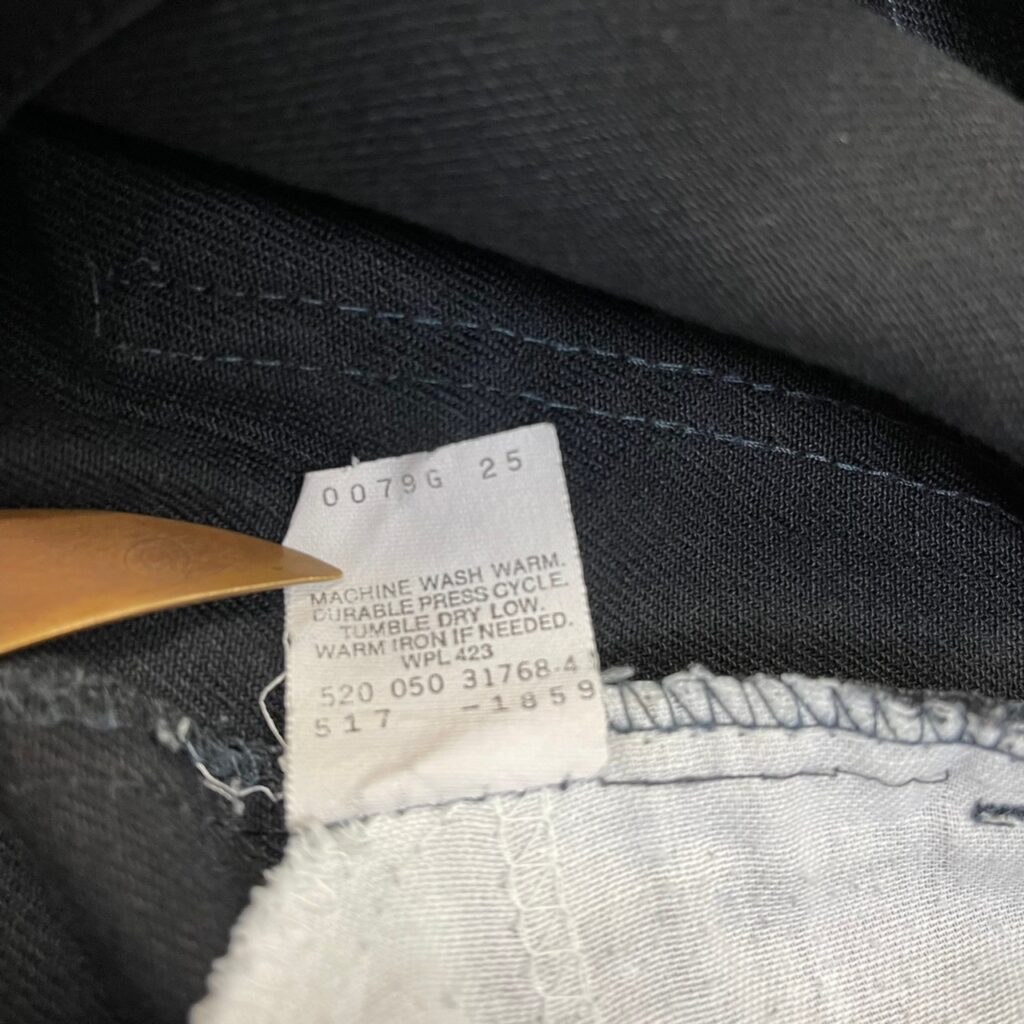 0079G 25
MACHINE WASH WARM.
DURABLE PRESS CYCLE.
TUMBLE DRY LOW.
WARM IRON IF NEEDED.
WPL 423
520 050 31768-4
517 -1859